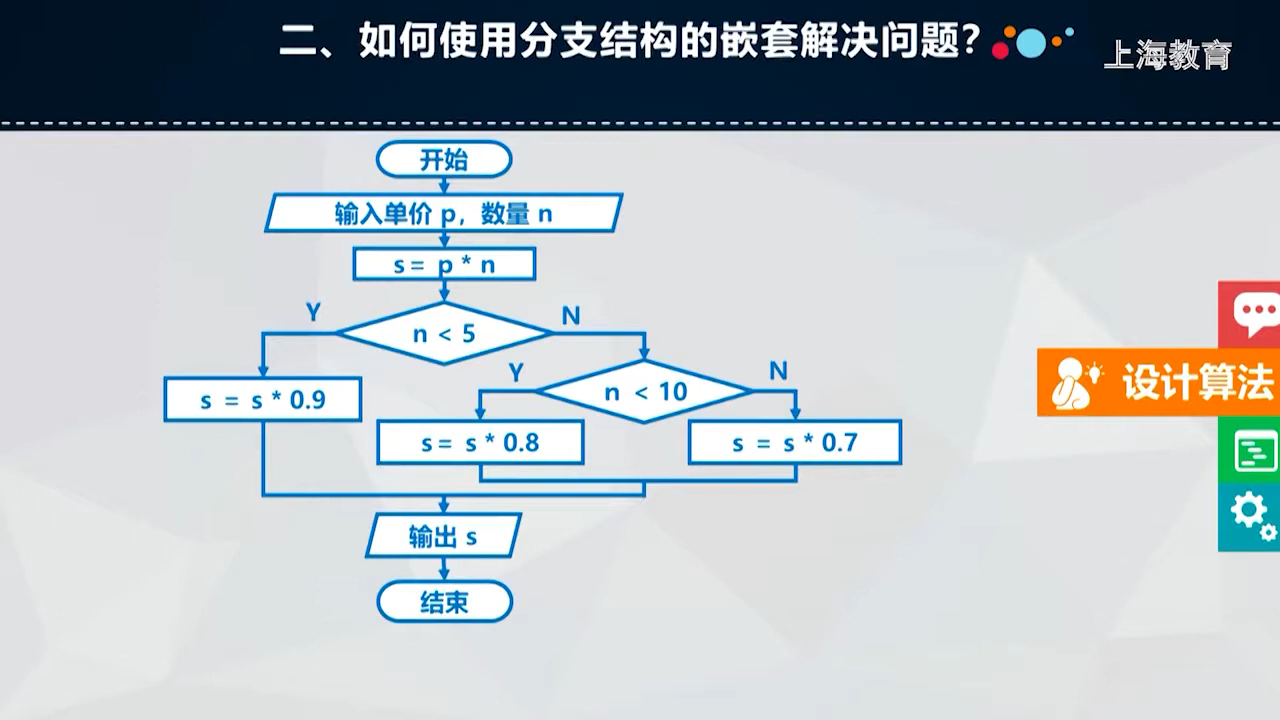 二、如何使用分支结构的嵌套解决问题?
上海教育
开始
输入单价 p, 数量 n
s = p * n
Y
N
n < 5
Y
N
n < 10
设计算法
s = s * 0.9
s = s * 0.8
s = s * 0.7
输出 s
结束